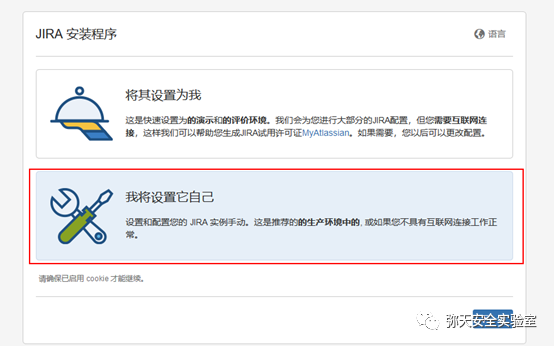 JIRA 安装程序
语言
将其设置为我
这是快速设置为的演示和的评价环境。我们会为您进行大部分的JIRA配置，但您需要互联网连
接，这样我们可以帮助您生成JIRA试用许可证MyAtlassian。如果需要，您以后可以更改配置。
我将设置它自己
设置和配置您的 JIRA 实例手动。这是推荐的的生产环境中的, 或如果您不具有互联网连接工作正
常。
请确保已启用 cookie 才能继续。
弥天安全实验室